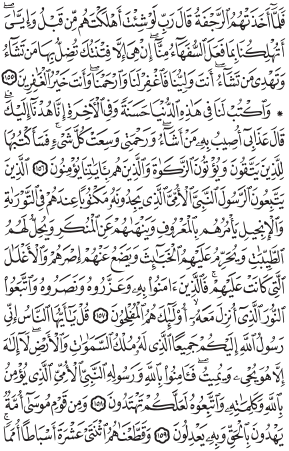 فَلَمَّآ أَخَذَتْهُمُ ٱلرَّجْفَةُ قَالَ رَبِّ لَوْ شِئْتَ أَهْلَكْتَهُم مِّن قَبْلُ وَإِيَّـٰىَ
أَتُهْلِكُنَا بِمَا فَعَلَ ٱلسُّفَهَآءُ مِنَّآ إِنْ هِىَ إِلَّا فِتْنَتُكَ تُضِلُّ بِهَا مَن تَشَآءُ
وَتَهْدِى مَن تَشَآءُ أَنتَ وَلِيُّنَا فَٱغْفِرْ لَنَا وَٱرْحَمْنَا وَأَنتَ خَيْرُ ٱلْغَـٰفِرِينَ ١٥٥
* وَٱكْتُبْ لَنَا فِى هَـٰذِهِ ٱلدُّنْيَا حَسَنَةً وَفِى ٱلْـَٔاخِرَةِ إِنَّا هُدْنَآ إِلَيْكَ
قَالَ عَذَابِىٓ أُصِيبُ بِهِۦ مَنْ أَشَآءُ وَرَحْمَتِى وَسِعَتْ كُلَّ شَىْءٍ فَسَأَكْتُبُهَا
لِلَّذِينَ يَتَّقُونَ وَيُؤْتُونَ ٱلزَّكَوٰةَ وَٱلَّذِينَ هُم بِـَٔايَـٰتِنَا يُؤْمِنُونَ ١٥٦ ٱلَّذِينَ
يَتَّبِعُونَ ٱلرَّسُولَ ٱلنَّبِىَّ ٱلْأُمِّىَّ ٱلَّذِى يَجِدُونَهُۥ مَكْتُوبًا عِندَهُمْ فِى ٱلتَّوْرَىٰةِ
وَٱلْإِنجِيلِ يَأْمُرُهُم بِٱلْمَعْرُوفِ وَيَنْهَىٰهُمْ عَنِ ٱلْمُنكَرِ وَيُحِلُّ لَهُمُ
ٱلطَّيِّبَـٰتِ وَيُحَرِّمُ عَلَيْهِمُ ٱلْخَبَـٰٓئِثَ وَيَضَعُ عَنْهُمْ إِصْرَهُمْ وَٱلْأَغْلَـٰلَ
ٱلَّتِى كَانَتْ عَلَيْهِمْ فَٱلَّذِينَ ءَامَنُوا۟ بِهِۦ وَعَزَّرُوهُ وَنَصَرُوهُ وَٱتَّبَعُوا۟
ٱلنُّورَ ٱلَّذِىٓ أُنزِلَ مَعَهُۥٓ أُو۟لَـٰٓئِكَ هُمُ ٱلْمُفْلِحُونَ ١٥٧ قُلْ يَـٰٓأَيُّهَا ٱلنَّاسُ إِنِّى
رَسُولُ ٱللَّهِ إِلَيْكُمْ جَمِيعًا ٱلَّذِى لَهُۥ مُلْكُ ٱلسَّمَـٰوَٰتِ وَٱلْأَرْضِ لَآ إِلَـٰهَ
إِلَّا هُوَ يُحْىِۦ وَيُمِيتُ فَـَٔامِنُوا۟ بِٱللَّهِ وَرَسُولِهِ ٱلنَّبِىِّ ٱلْأُمِّىِّ ٱلَّذِى يُؤْمِنُ
بِٱللَّهِ وَكَلِمَـٰتِهِۦ وَٱتَّبِعُوهُ لَعَلَّكُمْ تَهْتَدُونَ ١٥٨ وَمِن قَوْمِ مُوسَىٰٓ أُمَّةٌ
يَهْدُونَ بِٱلْحَقِّ وَبِهِۦ يَعْدِلُونَ ١٥٩ وَقَطَّعْنَـٰهُمُ ٱثْنَتَىْ عَشْرَةَ أَسْبَاطًا أُمَمًا